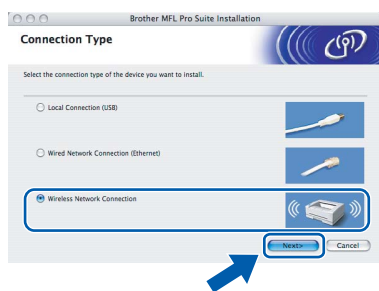 Brother MFL Pro Suite Installation
Connection Type
Select the connection type of the device you want to install.
Local Connection (USB)
Wired Network Connection (Ethernet)
Wireless Network Connection
Next>
Cancel